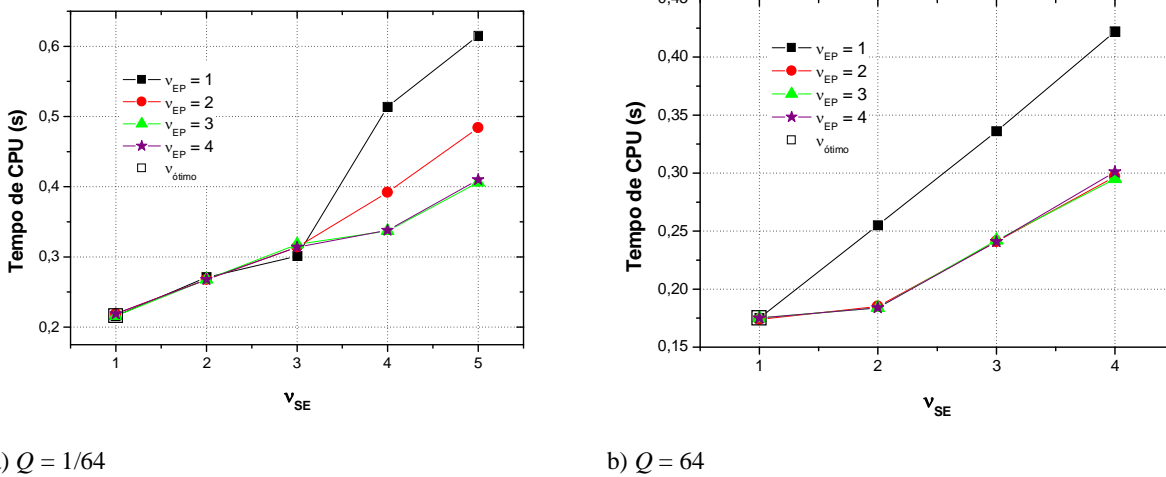 Tempo de CPU (s)
0,6
0,5
0,4
0,3
0,2
ν_EP = 1
ν_EP = 2
ν_EP = 3
ν_EP = 4
ν_ótimo
1 2 3 4 5
ν_SE
) Q = 1/64
Tempo de CPU (s)
0,40
0,35
0,30
0,25
0,20
0,15
ν_EP = 1
ν_EP = 2
ν_EP = 3
ν_EP = 4
ν_ótimo
1 2 3 4
ν_SE
b) Q = 64